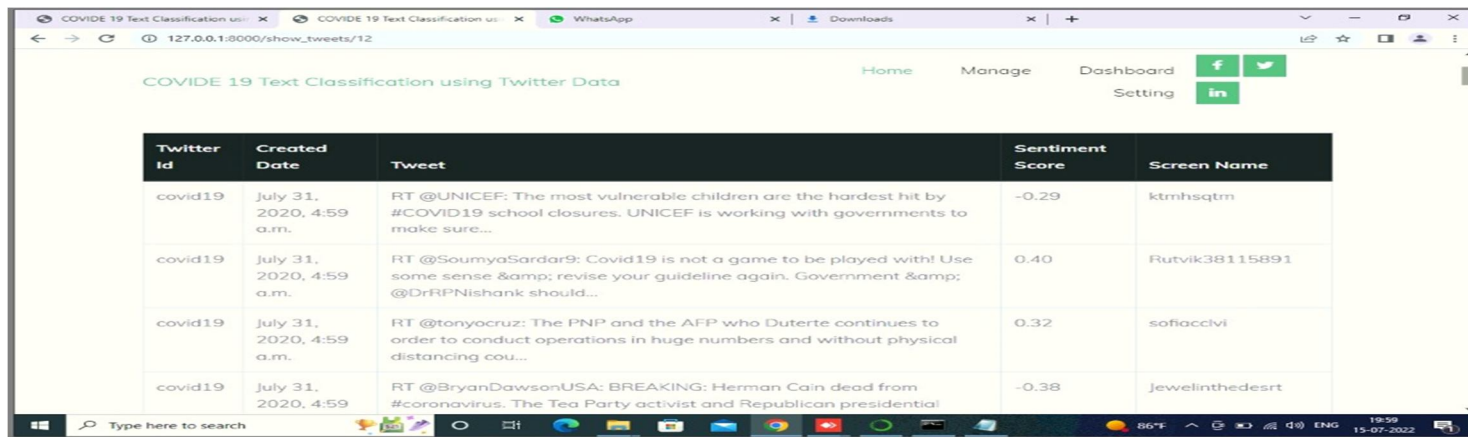 COVIDE 19 Text Classification usin
COVIDE 19 Text Classification usi
WhatsApp
Downloads
127.0.0.1:8000/show_tweets/12
COVIDE 19 Text Classification using Twitter Data
Home Manage Dashboard
Setting
Twitter Id
Created Date
Tweet
Sentiment Score
Screen Name
covid19
July 31,
2020, 4:59
a.m.
RT @UNICEF: The most vulnerable children are the hardest hit by
#COVID19 school closures. UNICEF is working with governments to
make sure...
-0.29
ktmhsqtm
covid19
July 31,
2020, 4:59
a.m.
RT @SoumyaSardar9: Covid19 is not a game to be played with! Use
some sense &amp; revise your guideline again. Government &amp;
@DrRPNishank should...
0.40
Rutvik38115891
covid19
July 31,
2020, 4:59
a.m.
RT @tonyocruz: The PNP and the AFP who Duterte continues to
order to conduct operations in huge numbers and without physical
distancing cou...
0.32
sofiacclvi
covid19
July 31,
2020, 4:59
RT @BryanDawsonUSA: BREAKING: Herman Cain dead from
#coronavirus. The Tea Party activist and Republican presidential
-0.38
Jewelinthedesrt
Type here to search
86°F
ENG
19:59
15-07-2022